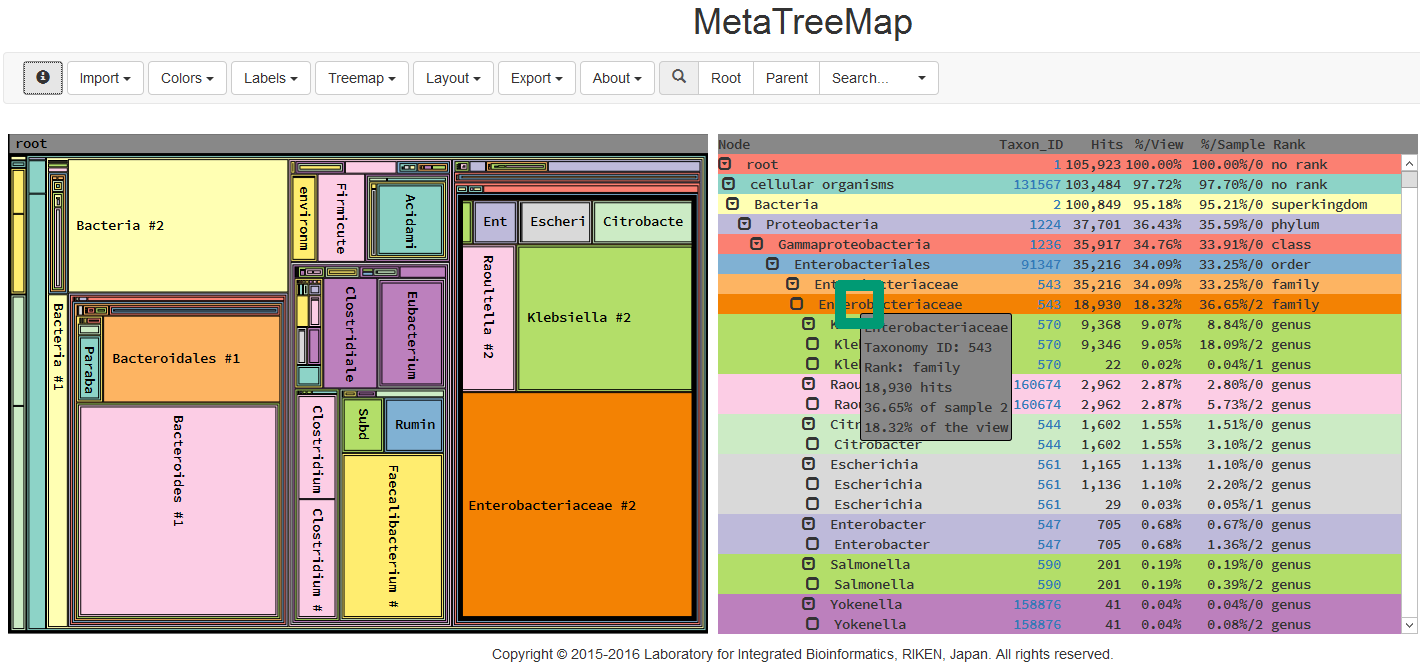 MetaTreeMap
Import Colors Labels Treemap Layout Export About Root Parent Search...
root
Bacteria #2
Bacteria #1
Paraba
Bacteroidales #1
Bacteroides #1
environm
Firmicute
Acidami
Clostridiale
Eubacterium
Clostridium
Clostridium #
Subd
Rumin
Faecalibacterium #
Ent
Escheri
Citrobacte
Raoultella #2
Klebsiella #2
Enterobacteriaceae #2
Node Taxon_ID Hits %/View %/Sample Rank
root 1 105,923 100.00% 100.00%/0 no rank
cellular organisms 131567 103,484 97.72% 97.70%/0 no rank
Bacteria 2 100,849 95.18% 95.21%/0 superkingdom
Proteobacteria 1224 37,701 36.43% 35.59%/0 phylum
Gammaproteobacteria 1236 35,917 34.76% 33.91%/0 class
Enterobacteriales 91347 35,216 34.09% 33.25%/0 order
Enterobacteriaceae 543 35,216 34.09% 33.25%/0 family
Enterobacteriaceae 543 18,930 18.32% 36.65%/2 family
570 9,368 9.07% 8.84%/0 genus
Kle 570 9,346 9.05% 18.09%/2 genus
Kle 570 22 0.02% 0.04%/1 genus
Raou 160674 2,962 2.87% 2.80%/0 genus
Raou 160674 2,962 2.87% 5.73%/2 genus
Citr 544 1,602 1.55% 1.51%/0 genus
Citrobacter 544 1,602 1.55% 3.10%/2 genus
Escherichia 561 1,165 1.13% 1.10%/0 genus
Escherichia 561 1,136 1.10% 2.20%/2 genus
Escherichia 561 29 0.03% 0.05%/1 genus
Enterobacter 547 705 0.68% 0.67%/0 genus
Enterobacter 547 705 0.68% 1.36%/2 genus
Salmonella 590 201 0.19% 0.19%/0 genus
Salmonella 590 201 0.19% 0.39%/2 genus
Yokenella 158876 41 0.04% 0.04%/0 genus
Yokenella 158876 41 0.04% 0.08%/2 genus
Enterobacteriaceae
Taxonomy ID: 543
Rank: family
18,930 hits
36.65% of sample 2
18.32% of the view
Copyright © 2015-2016 Laboratory for Integrated Bioinformatics, RIKEN, Japan. All rights reserved.